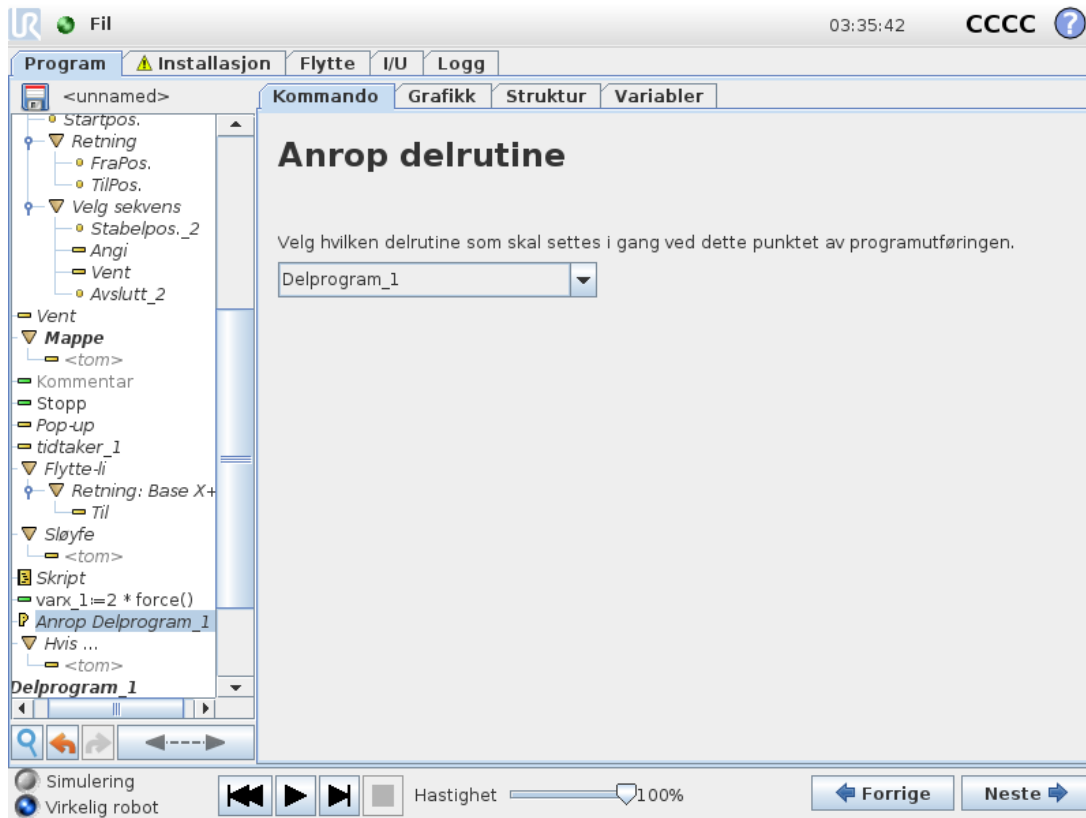 UR Fil 03:35:42 CCCC ?
Program Installasjon Flytte I/U Logg
<unnamed>
Kommando Grafikk Struktur Variabler
Startpos.
Retning
FraPos.
TilPos.
Velg sekvens
Stabelpos._2
Angi
Vent
Avslutt_2
Vent
Mappe
<tom>
Kommentar
Stopp
Pop-up
tidtaker_1
Flytte-li
Retning: Base X+
Til
Sløyfe
<tom>
Skript
varx_1:=2 * force()
P Anrop Delprogram_1
Hvis ...
<tom>
Delprogram_1
Anrop delrutine
Velg hvilken delrutine som skal settes i gang ved dette punktet av programutføringen.
Delprogram_1
Simulering
Virkelig robot
Hastighet 100%
Forrige
Neste